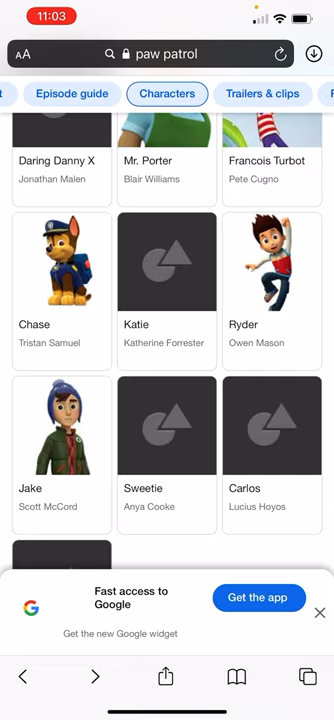 11:03
AA
paw patrol
t
Episode guide
Characters
Trailers & clips
Daring Danny X
Mr. Porter
Francois Turbot
Jonathan Malen
Blair Williams
Pete Cugno
Chase
Katie
Ryder
Tristan Samuel
Katherine Forrester
Owen Mason
Jake
Sweetie
Carlos
Scott McCord
Anya Cooke
Lucius Hoyos
Fast access to
Google
Get the app
Get the new Google widget